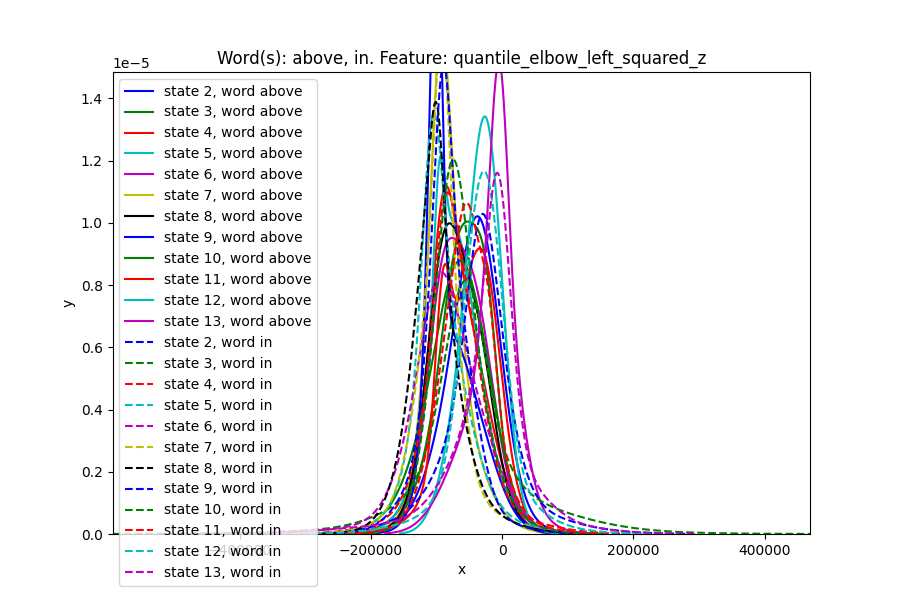 Word(s): above, in. Feature: quantile_elbow_left_squared_z
1e−5
1.4
1.2
1.0
0.8
0.6
0.4
0.2
0.0
y
state 2, word above
state 3, word above
state 4, word above
state 5, word above
state 6, word above
state 7, word above
state 8, word above
state 9, word above
state 10, word above
state 11, word above
state 12, word above
state 13, word above
state 2, word in
state 3, word in
state 4, word in
state 5, word in
state 6, word in
state 7, word in
state 8, word in
state 9, word in
state 10, word in
state 11, word in
state 12, word in
state 13, word in
−400000 −200000 0 200000 400000
x